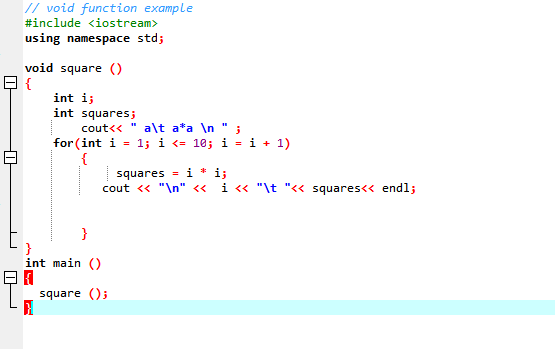 // void function example
#include <iostream>
using namespace std;
void square ()
{
int i;
int squares;
cout<< " a\t a*a \n " ;
for(int i = 1; i <= 10; i = i + 1)
{
squares = i * i;
cout << "\n" << i << "\t "<< squares<< endl;
}
}
int main ()
{
square ();
}